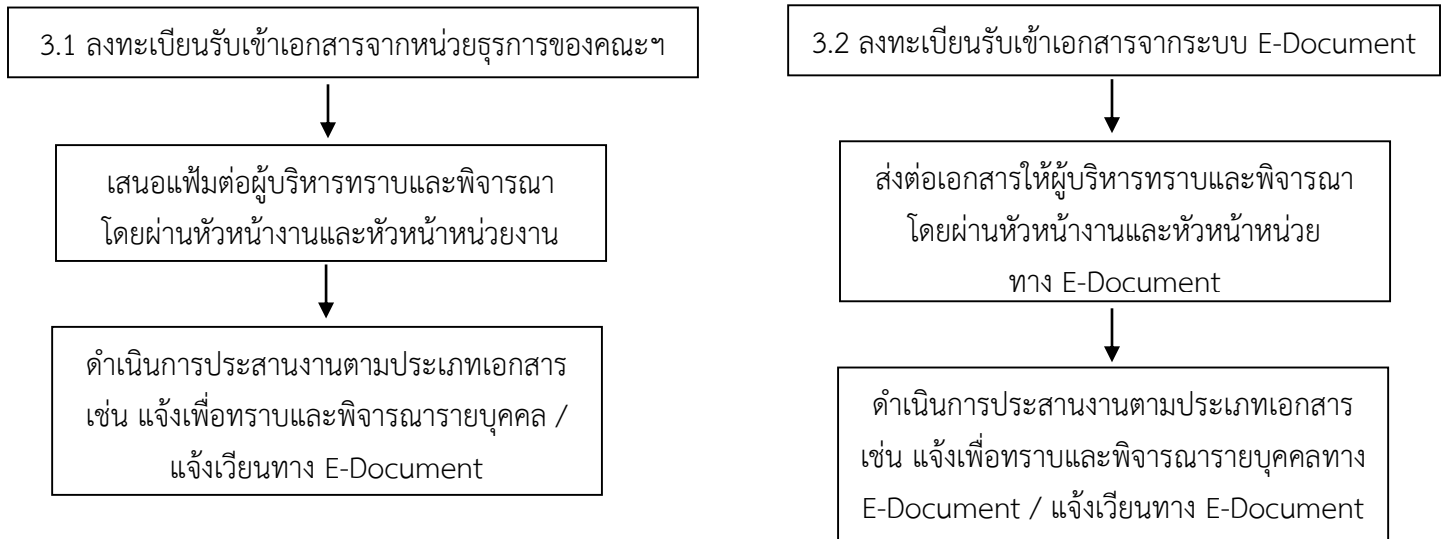 3.1 ลงทะเบียนรับเข้าเอกสารจากหน่วยธุรการของคณะฯ
เสนอแฟ้มต่อผู้บริหารทราบและพิจารณา
โดยผ่านหัวหน้างานและหัวหน้าหน่วยงาน
ดำเนินการประสานงานตามประเภทเอกสาร
เช่น แจ้งเพื่อทราบและพิจารณารายบุคคล /
แจ้งเวียนทาง E-Document
3.2 ลงทะเบียนรับเข้าเอกสารจากระบบ E-Document
ส่งต่อเอกสารให้ผู้บริหารทราบและพิจารณา
โดยผ่านหัวหน้างานและหัวหน้าหน่วย
ทาง E-Document
ดำเนินการประสานงานตามประเภทเอกสาร
เช่น แจ้งเพื่อทราบและพิจารณารายบุคคลทาง
E-Document / แจ้งเวียนทาง E-Document